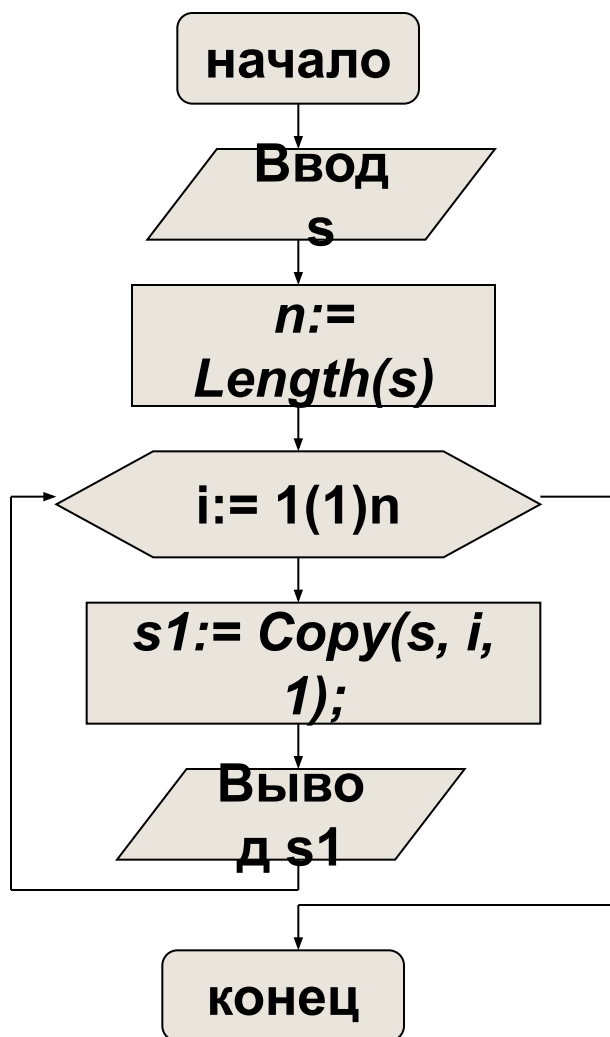 начало
Ввод
s
n:=
Length(s)
i:= 1(1)n
s1:= Copy(s, i,
1);
Выво
д s1
конец